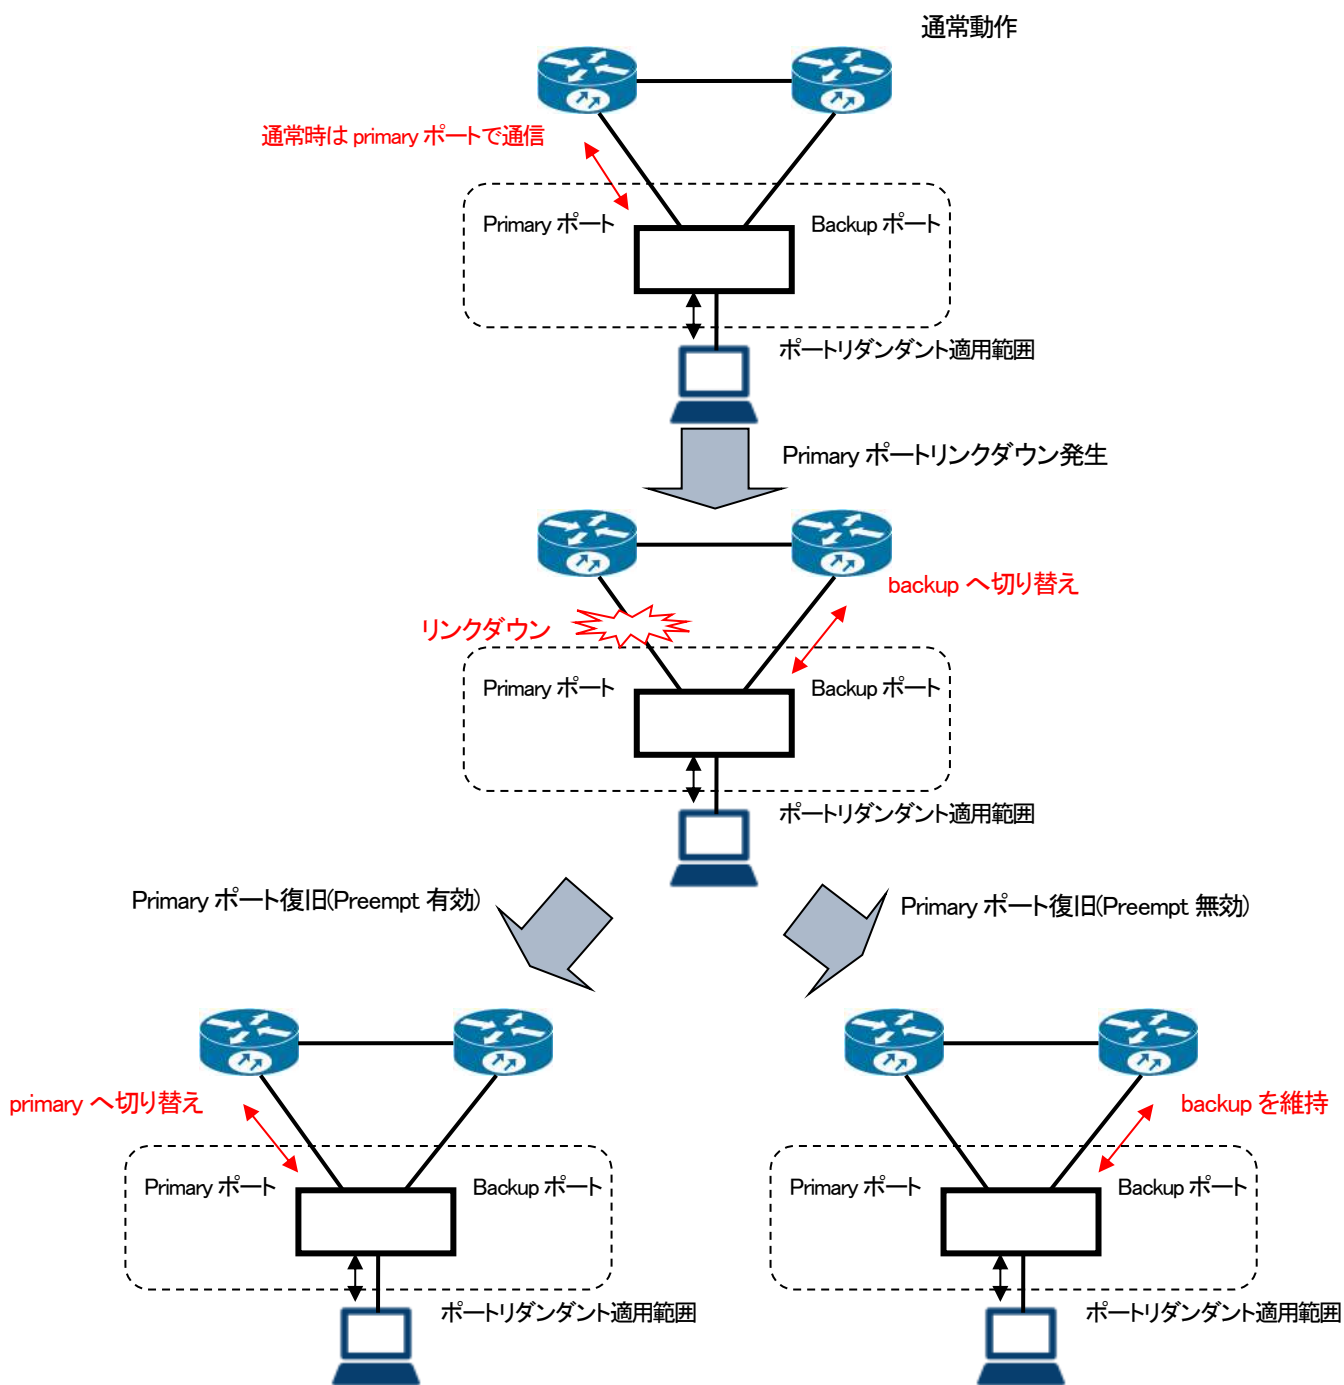 通常動作
通常時は primary ポートで通信
Primary ポート
Backup ポート
ポートリダンダント適用範囲
Primary ポートリンクダウン発生
backup へ切り替え
リンクダウン
Primary ポート
Backup ポート
ポートリダンダント適用範囲
Primary ポート復旧(Preempt 有効)
Primary ポート復旧(Preempt 無効)
primary へ切り替え
backup を維持
Primary ポート
Backup ポート
Primary ポート
Backup ポート
ポートリダンダント適用範囲
ポートリダンダント適用範囲